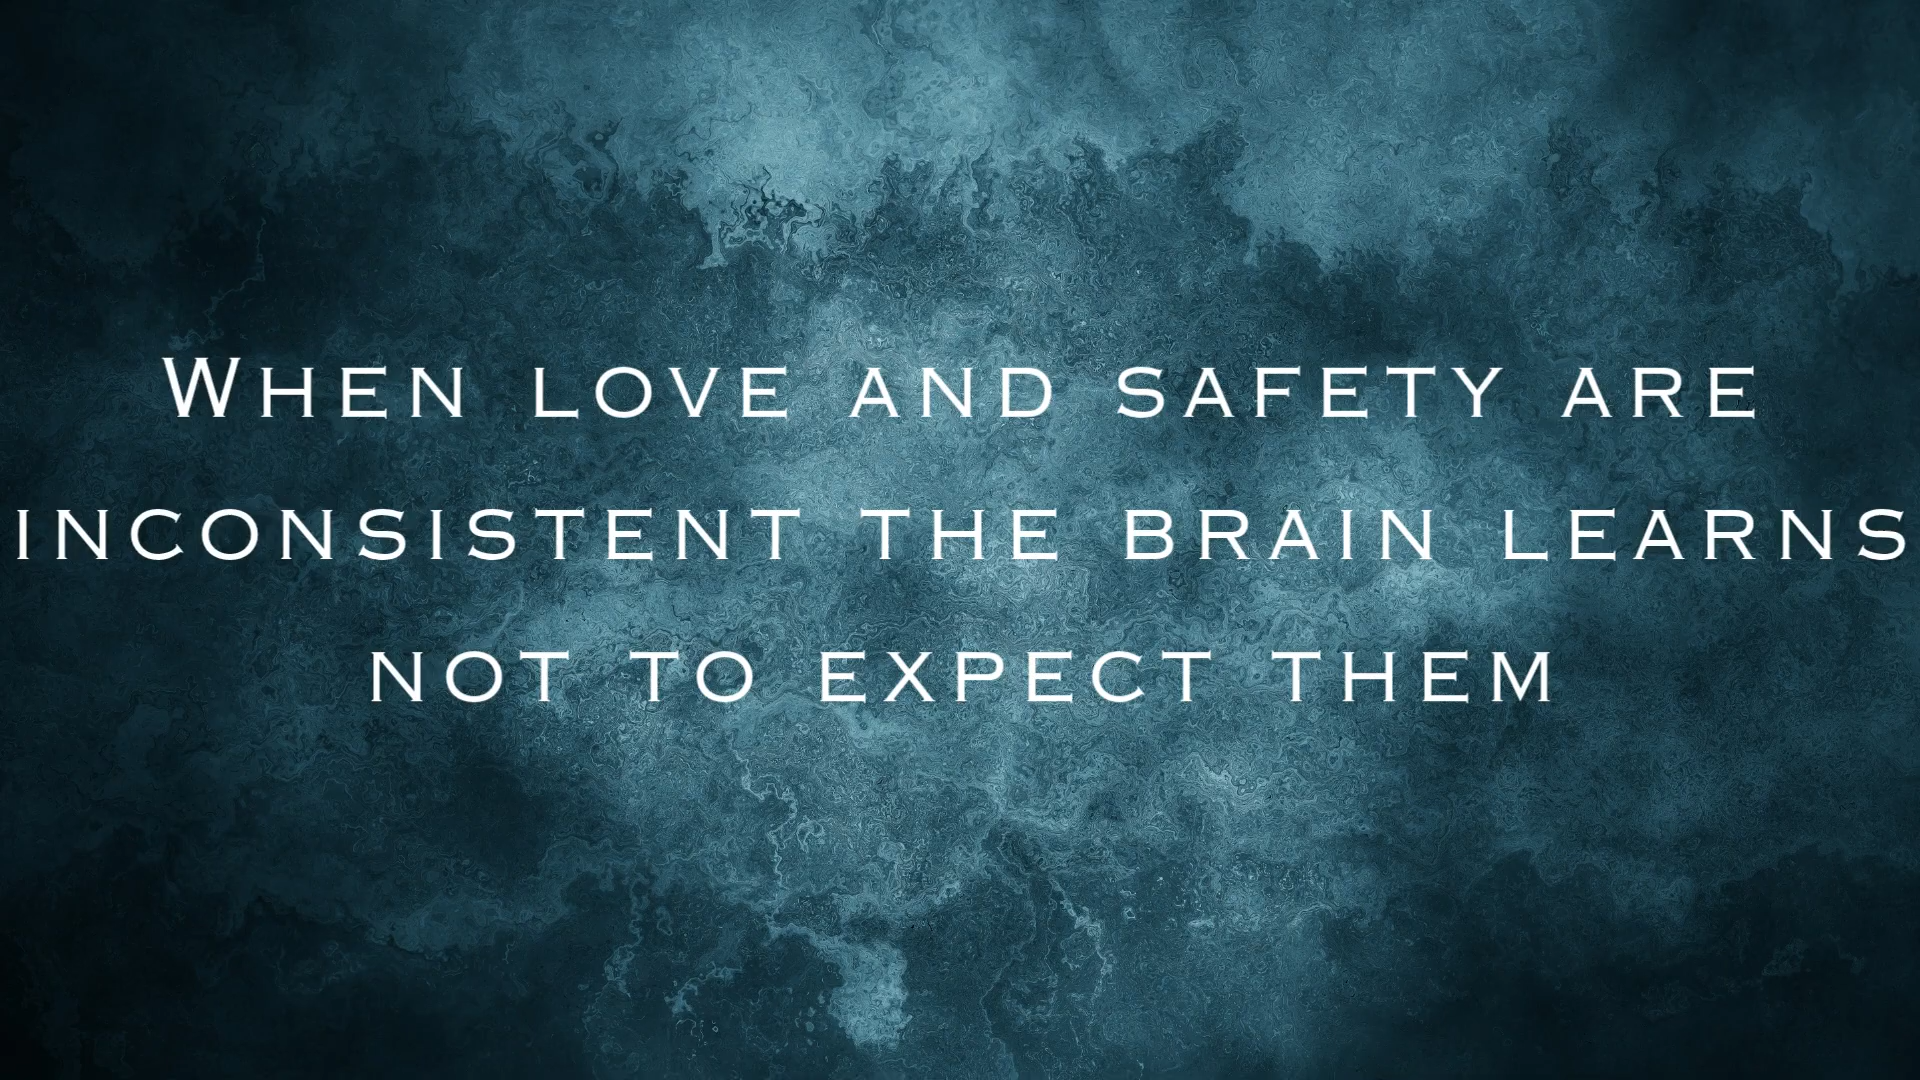 When love and safety are
inconsistent the brain learns
not to expect them